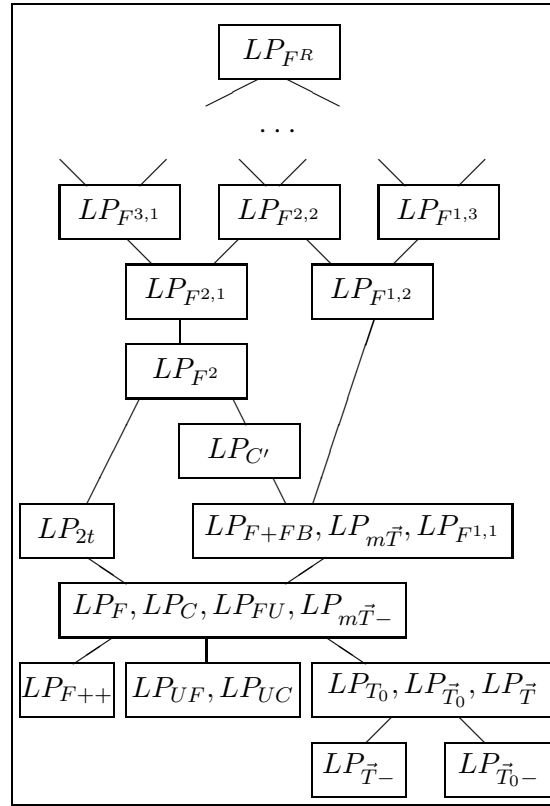 LP_{F^R}
...
LP_{F^{3,1}} LP_{F^{2,2}} LP_{F^{1,3}}
LP_{F^{2,1}} LP_{F^{1,2}}
LP_{F^2}
LP_{C'}
LP_{2t} LP_{F+FB}, LP_{m\vec{T}}, LP_{F^{1,1}}
LP_F, LP_C, LP_{FU}, LP_{m\vec{T}-}
LP_{F++} LP_{UF}, LP_{UC} LP_{T_0}, LP_{\vec{T}_0}, LP_{\vec{T}}
LP_{\vec{T}-} LP_{\vec{T}_0-}